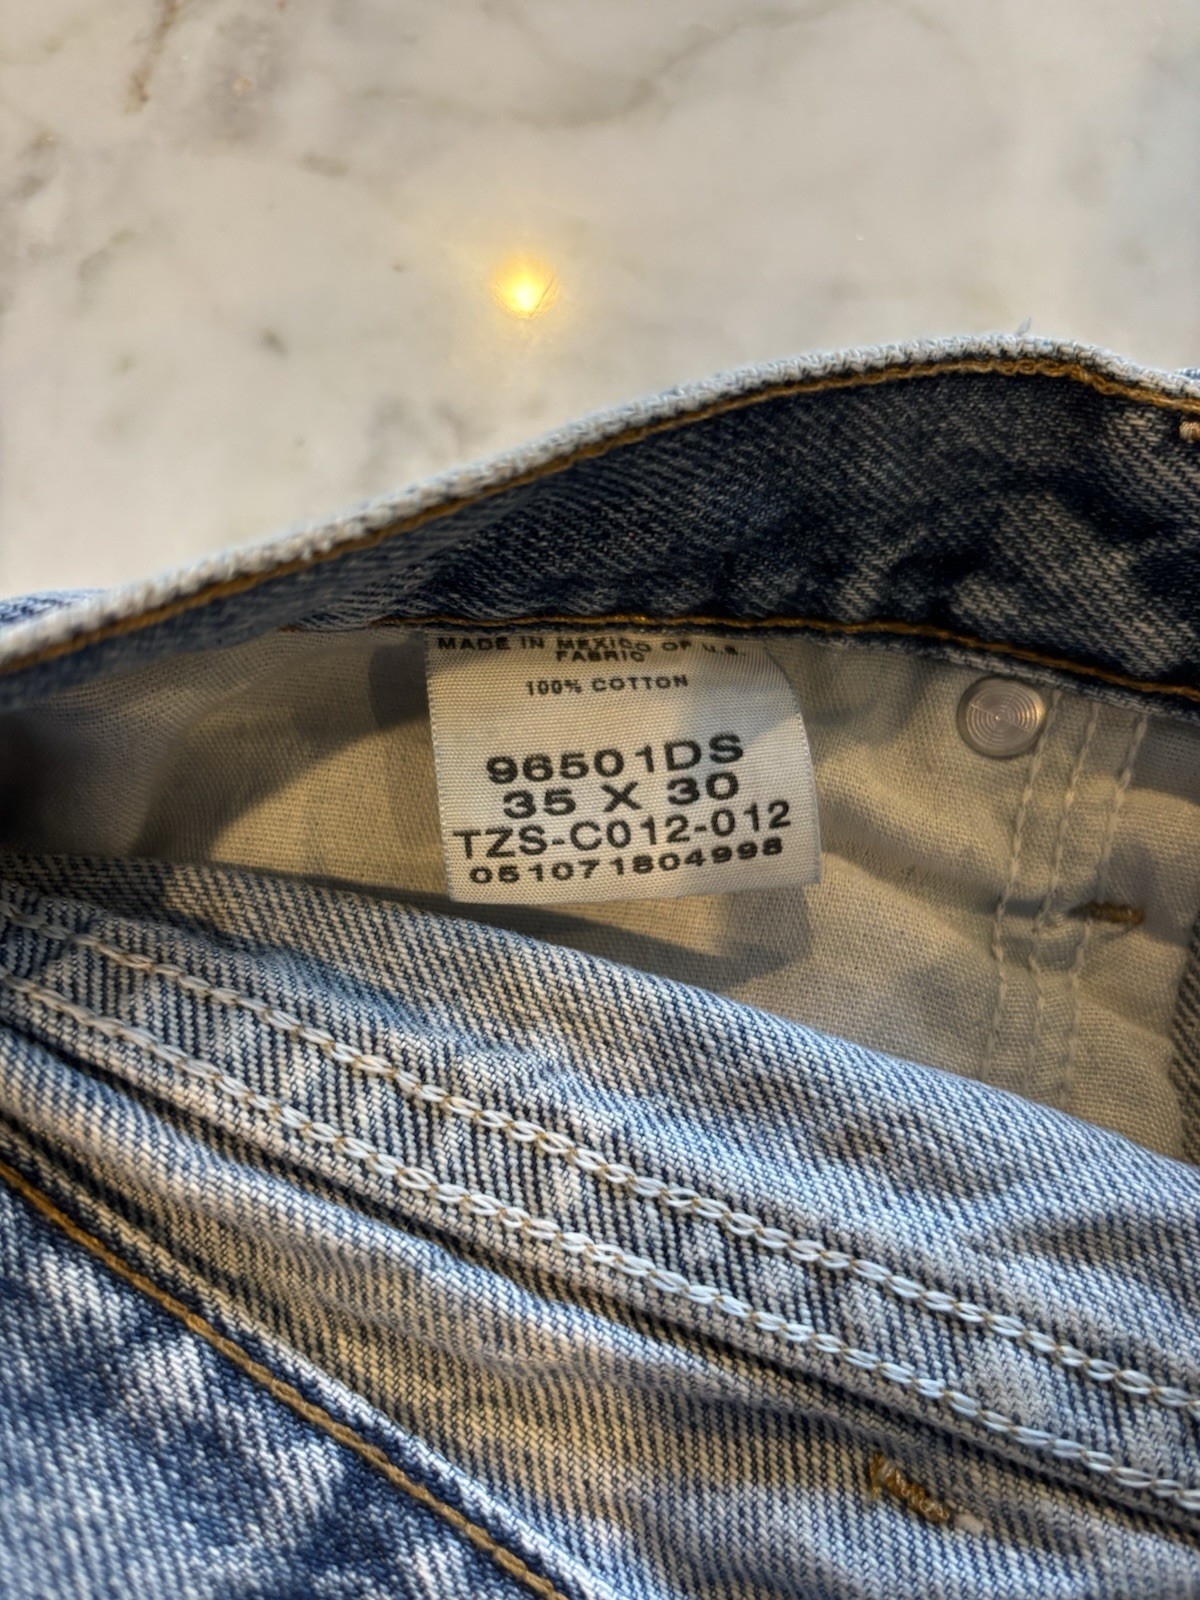 MADE IN MEXICO OF U.S.
FABRIC
100% COTTON
96501DS
35 X 30
TZS-C012-012
051071804998